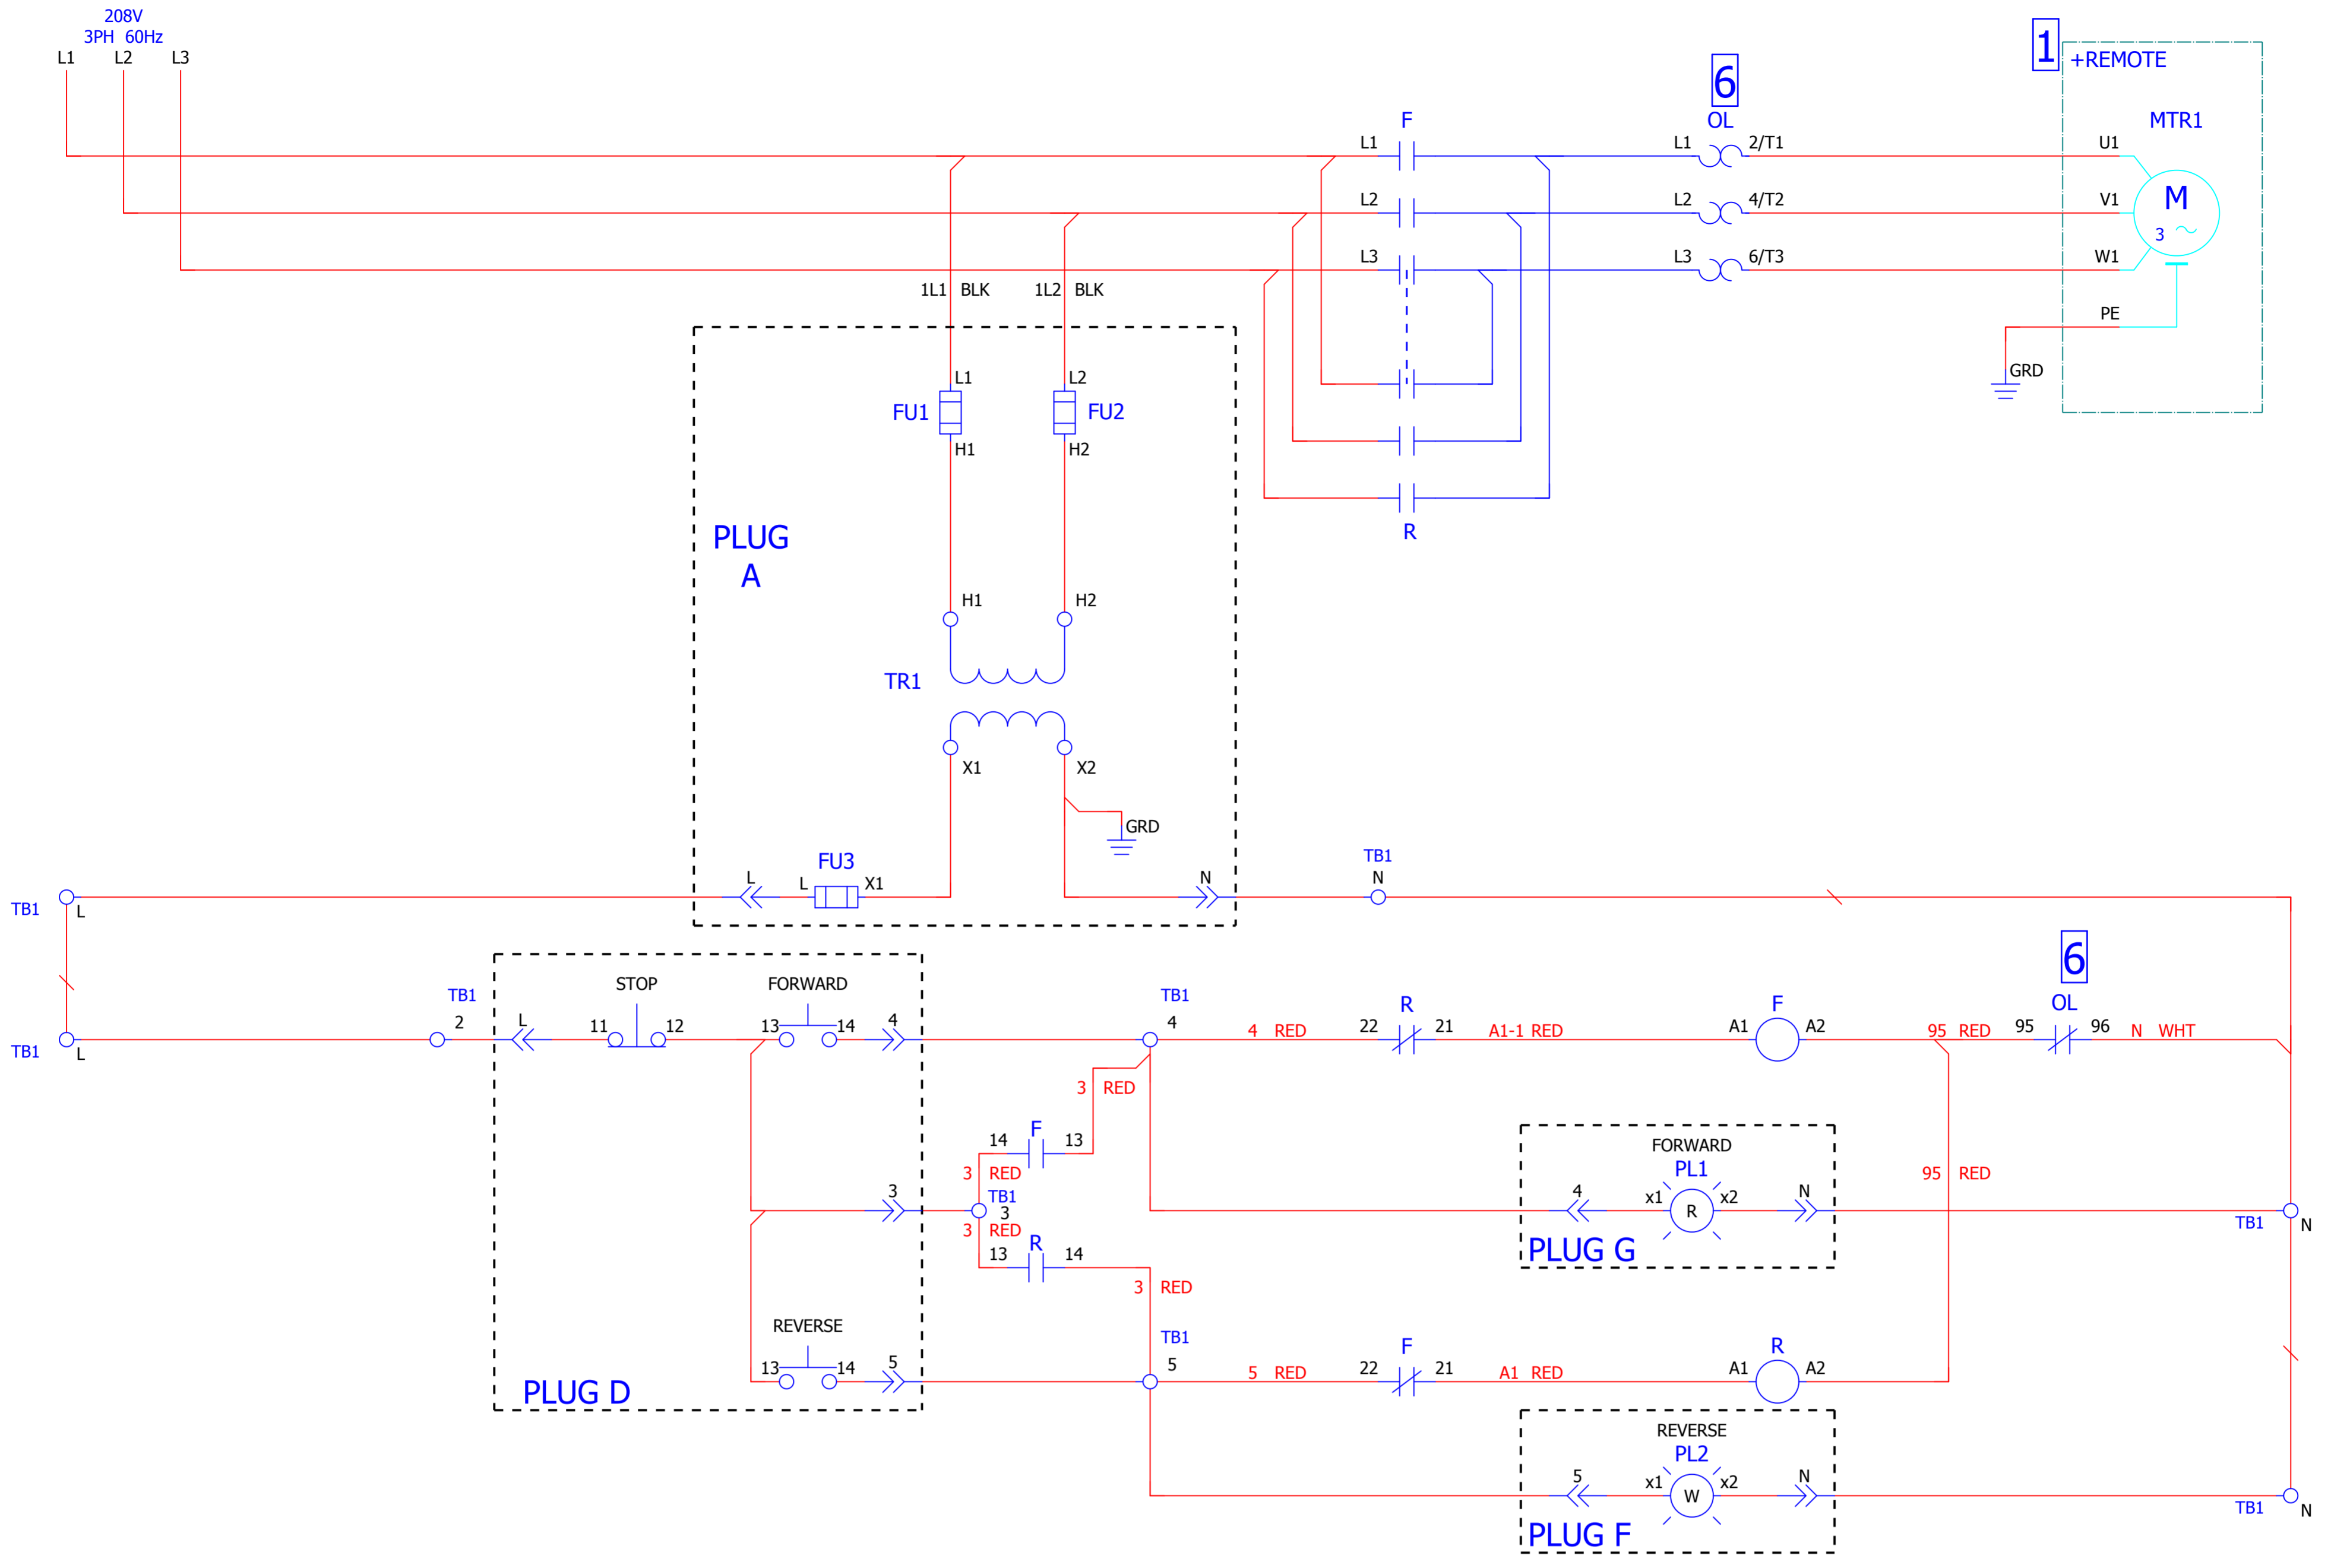 208V
3PH 60Hz
L1 L2 L3
1
+REMOTE
6
F
OL
MTR1
L1 L1 2/T1 U1
L2 L2 4/T2 V1
M
3
L3 L3 6/T3 W1
1L1 BLK 1L2 BLK
PE
GRD
L1 L2
FU1 FU2
H1 H2
R
PLUG
A
H1 H2
TR1
X1 X2
GRD
FU3
L L X1
N
TB1
N
TB1 L
6
STOP FORWARD
TB1
2
L 11 12 13 14 4
TB1
4
4 RED
R
22 21
A1-1 RED
F
A1 A2
95 RED
OL
95 96
N WHT
TB1 L
3 RED
F
14 13
3 RED
TB1
3
3
3 RED
R
13 14
3 RED
FORWARD
PL1
4 x1 R x2 N
PLUG G
95 RED
TB1 N
REVERSE
13 14 5
PLUG D
TB1
5
5 RED
F
22 21
A1 RED
R
A1 A2
REVERSE
PL2
5 x1 W x2 N
PLUG F
TB1 N